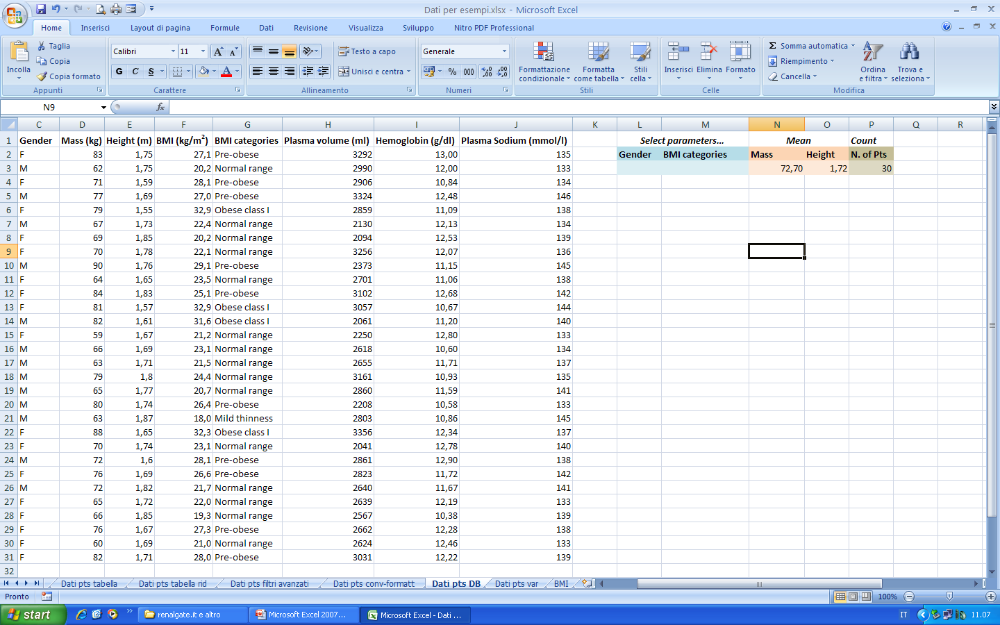 Dati per esempi.xlsx - Microsoft Excel
Home Inserisci Layout di pagina Formule Dati Revisione Visualizza Sviluppo Nitro PDF Professional
Incolla Taglia Copia Copia formato
Calibri 11 Testo a capo Generale
G C S Unisci e centra % 000 ,00
Formattazione condizionale Formatta come tabella Stili cella Inserisci Elimina Formato
Σ Somma automatica Riempimento Cancella Ordina e filtra Trova e seleziona
Appunti Carattere Allineamento Numeri Stili Celle Modifica
N9 fx
C D E F G H I J K L M N O P Q R
1 Gender Mass (kg) Height (m) BMI (kg/m²) BMI categories Plasma volume (ml) Hemoglobin (g/dl) Plasma Sodium (mmol/l) Select parameters... Mean Count
2 F 83 1,75 27,1 Pre-obese 3292 13,00 135 Gender BMI categories Mass Height N. of Pts
3 M 62 1,75 20,2 Normal range 2990 12,00 133 72,70 1,72 30
4 F 71 1,59 28,1 Pre-obese 2906 10,84 134
5 M 77 1,69 27,0 Pre-obese 3324 12,48 146
6 F 79 1,55 32,9 Obese class I 2859 11,09 138
7 M 67 1,73 22,4 Normal range 2130 12,13 134
8 F 69 1,85 20,2 Normal range 2094 12,53 139
9 F 70 1,78 22,1 Normal range 3256 12,07 136
10 M 90 1,76 29,1 Pre-obese 2373 11,15 145
11 F 64 1,65 23,5 Normal range 2701 11,06 138
12 F 84 1,83 25,1 Pre-obese 3102 12,68 142
13 F 81 1,57 32,9 Obese class I 3057 10,67 144
14 M 82 1,61 31,6 Obese class I 2061 11,20 140
15 F 59 1,67 21,2 Normal range 2250 12,80 133
16 M 66 1,69 23,1 Normal range 2618 10,60 134
17 M 63 1,71 21,5 Normal range 2655 11,71 137
18 M 79 1,8 24,4 Normal range 3161 10,93 135
19 M 65 1,77 20,7 Normal range 2860 11,59 141
20 M 80 1,74 26,4 Pre-obese 2208 10,58 133
21 M 63 1,87 18,0 Mild thinness 2803 10,86 145
22 F 88 1,65 32,3 Obese class I 3356 12,34 137
23 F 70 1,74 23,1 Normal range 2041 12,78 140
24 M 72 1,6 28,1 Pre-obese 2861 12,90 138
25 F 76 1,69 26,6 Pre-obese 2823 11,72 142
26 M 72 1,82 21,7 Normal range 2640 11,67 141
27 F 65 1,72 22,0 Normal range 2639 12,19 133
28 F 66 1,85 19,3 Normal range 2567 10,38 139
29 F 76 1,67 27,3 Pre-obese 2662 12,28 138
30 F 60 1,69 21,0 Normal range 2624 12,46 133
31 F 82 1,71 28,0 Pre-obese 3031 12,22 139
32
Dati pts tabella Dati pts tabella rid Dati pts filtri avanzati Dati pts conv-formatt Dati pts DB Dati pts var BMI
Pronto 100%
start renalgate.it e altro Microsoft Excel 2007... Microsoft Excel - Dati ... IT 11.07